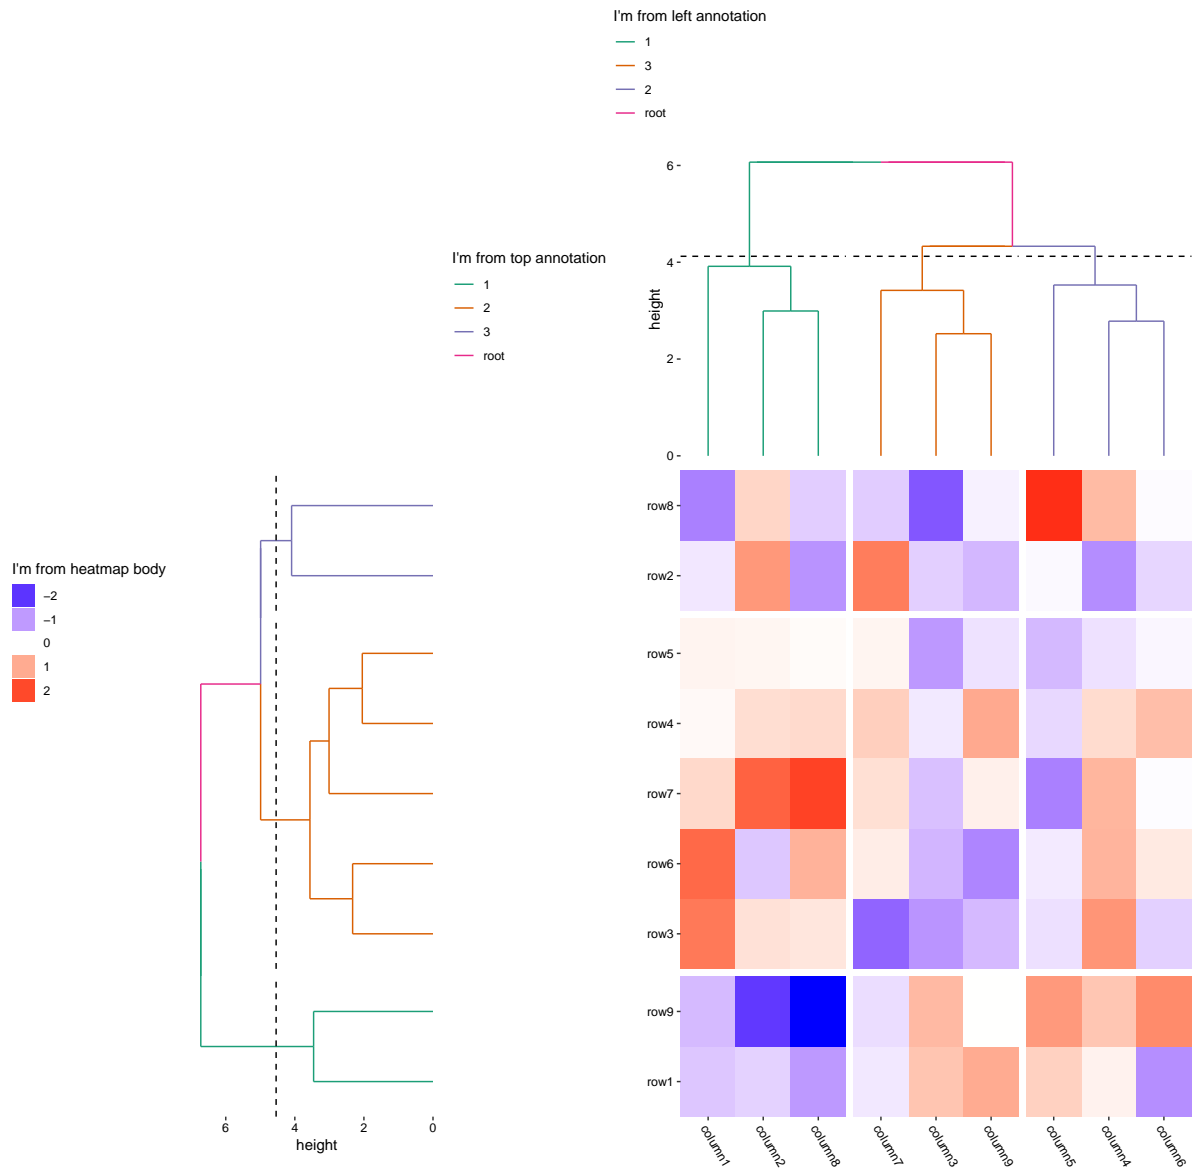 I'm from left annotation
1
3
2
root
6
4
2
0
height
I'm from top annotation
1
2
3
root
I'm from heatmap body
−2
−1
0
1
2
row8
row2
row5
row4
row7
row6
row3
row9
row1
6
4
2
0
height
column1
column2
column8
column7
column3
column9
column5
column4
column6